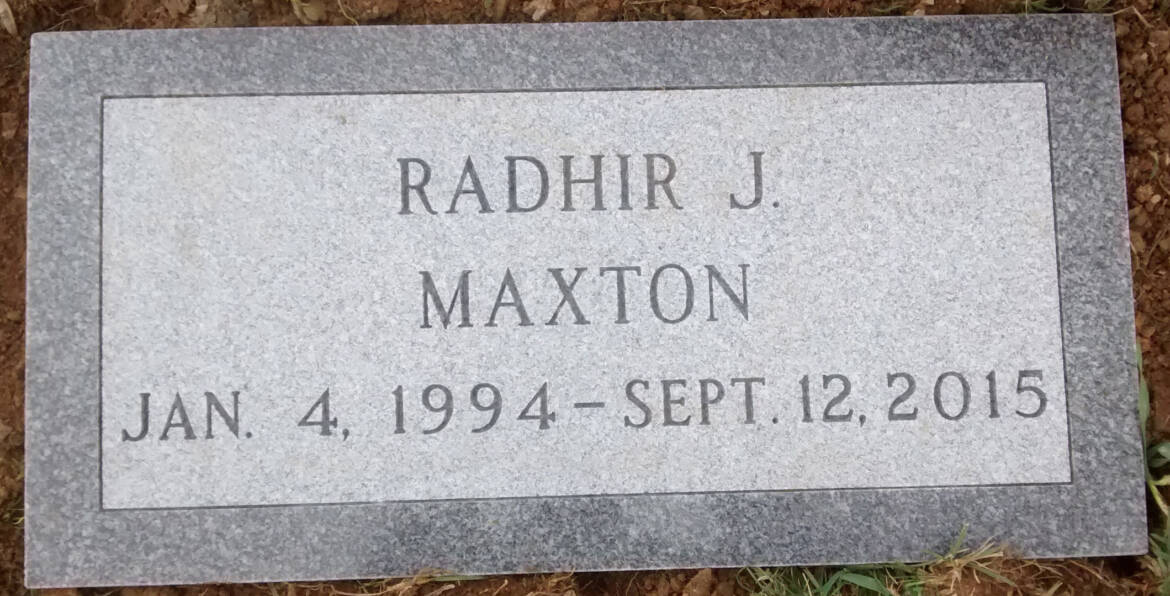 RADHIR J.
MAXTON
JAN. 4, 1994 – SEPT. 12, 2015